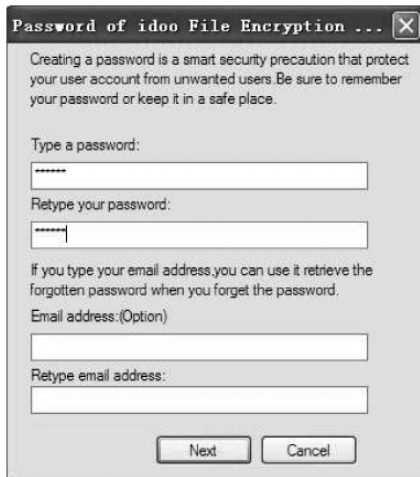 Password of idoo File Encryption ...
Creating a password is a smart security precaution that protect
your user account from unwanted users.Be sure to remember
your password or keep it in a safe place.
Type a password:
******
Retype your password:
******
If you type your email address,you can use it retrieve the
forgotten password when you forget the password.
Email address:(Option)
Retype email address:
Next Cancel